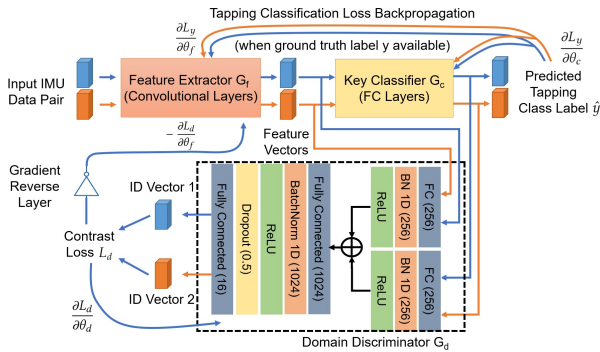 Tapping Classification Loss Backpropagation
∂L_y
∂θ_f
(when ground truth label y available)
∂L_y
∂θ_c
Input IMU
Data Pair
Feature Extractor G_f
(Convolutional Layers)
Key Classifier G_c
(FC Layers)
Predicted
Tapping
Class Label ŷ
− ∂L_d
∂θ_f
Feature
Vectors
Gradient
Reverse
Layer
ID Vector 1
Contrast
Loss L_d
ID Vector 2
∂L_d
∂θ_d
Fully Connected (16)
Dropout (0.5)
ReLU
BatchNorm 1D (1024)
Fully Connected (1024)
ReLU
BN 1D (256)
FC (256)
ReLU
BN 1D (256)
FC (256)
Domain Discriminator G_d